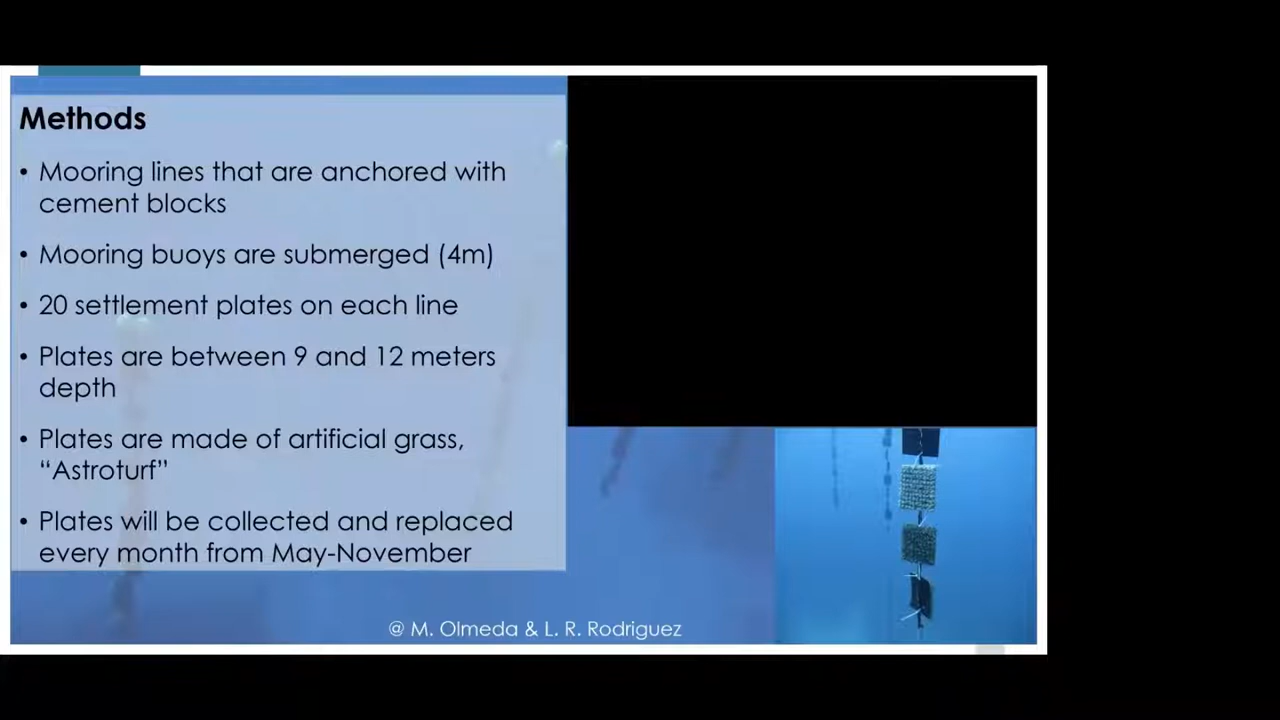 Methods
• Mooring lines that are anchored with
cement blocks
• Mooring buoys are submerged (4m)
• 20 settlement plates on each line
• Plates are between 9 and 12 meters
depth
• Plates are made of artificial grass,
“Astroturf”
• Plates will be collected and replaced
every month from May-November
@ M. Olmeda & L. R. Rodriguez